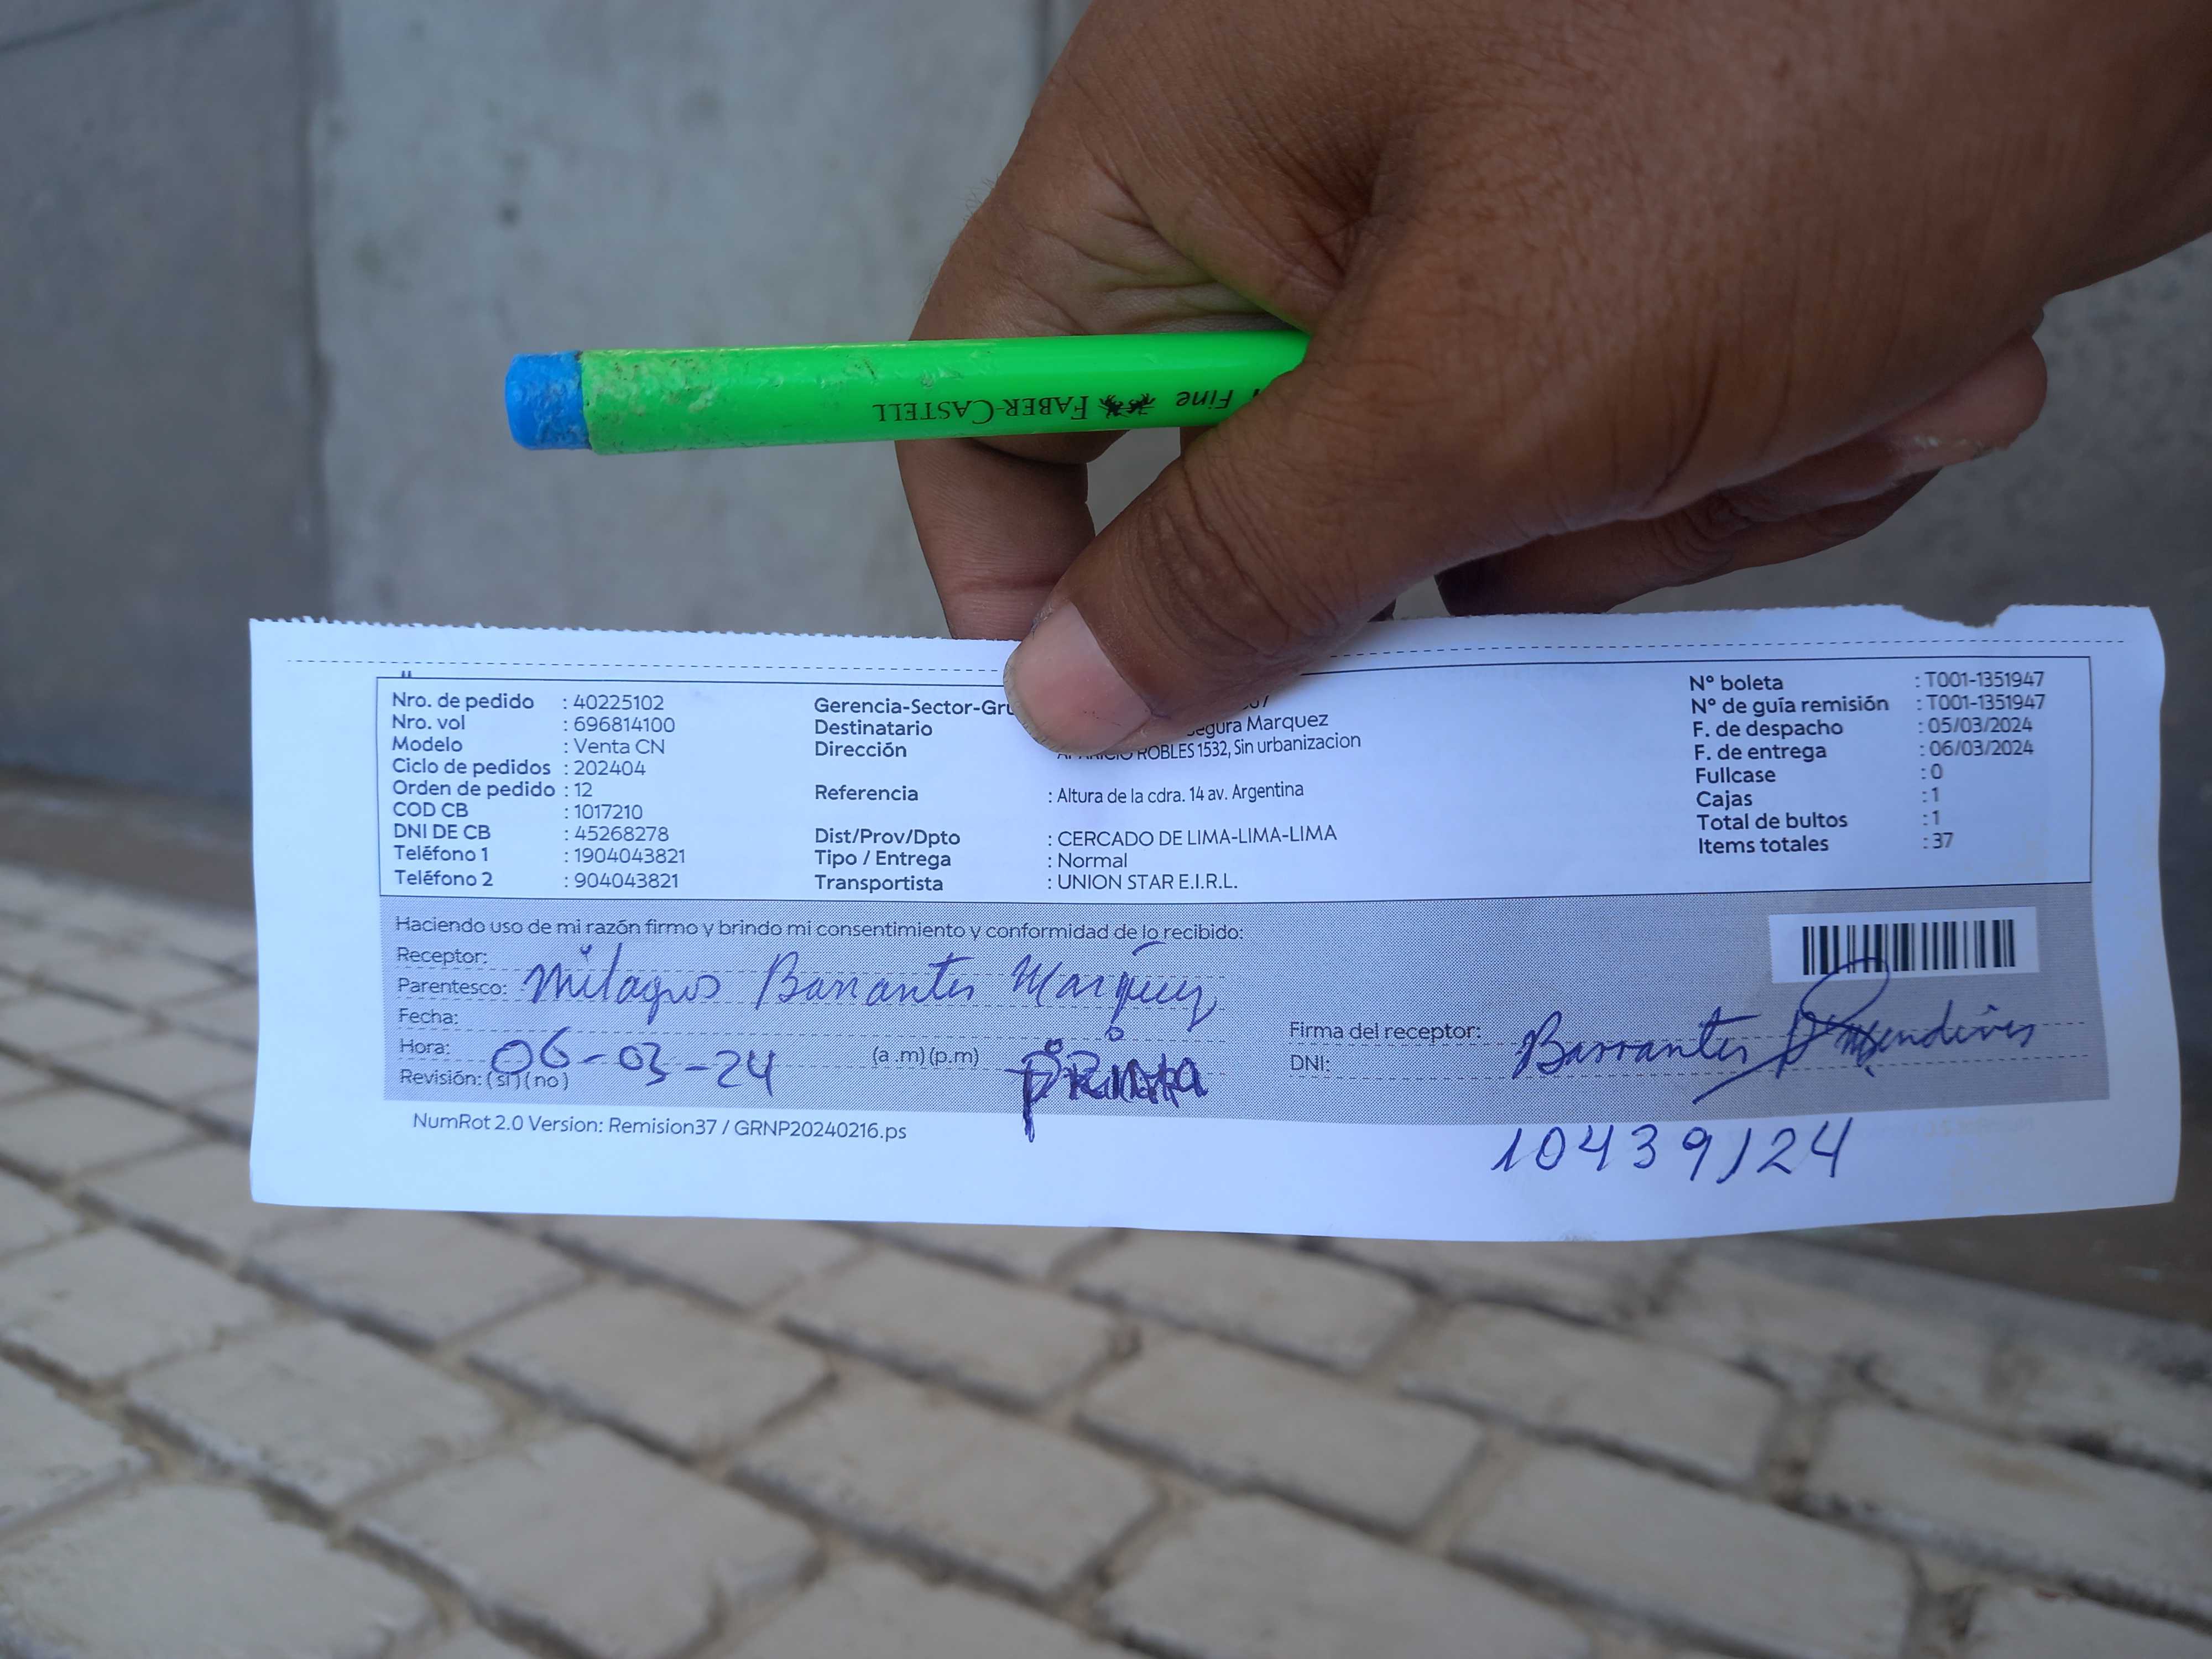 Fine FABER-CASTELL
Nro. de pedido : 40225102
Nro. vol : 696814100
Modelo : Venta CN
Ciclo de pedidos : 202404
Orden de pedido : 12
COD CB : 1017210
DNI DE CB : 45268278
Teléfono 1 : 1904043821
Teléfono 2 : 904043821
Gerencia-Sector-Gru
Destinatario Marquez
Dirección ROBLES 1532, Sin urbanizacion
Referencia : Altura de la cdra. 14 av. Argentina
Dist/Prov/Dpto : CERCADO DE LIMA-LIMA-LIMA
Tipo / Entrega : Normal
Transportista : UNION STAR E.I.R.L.
N° boleta : T001-1351947
N° de guía remisión : T001-1351947
F. de despacho : 05/03/2024
F. de entrega : 06/03/2024
Fullcase : 0
Cajas : 1
Total de bultos : 1
Items totales : 37
Haciendo uso de mi razón firmo y brindo mi consentimiento y conformidad de lo recibido:
Receptor:
Parentesco: Milagros Barrantes Marquez
Fecha:
Hora: 06-03-24 (a.m)(p.m)
Revisión: (si)(no)
Firma del receptor: Barrantes
DNI:
10439124
NumRot 2.0 Version: Remision37 / GRNP20240216.ps